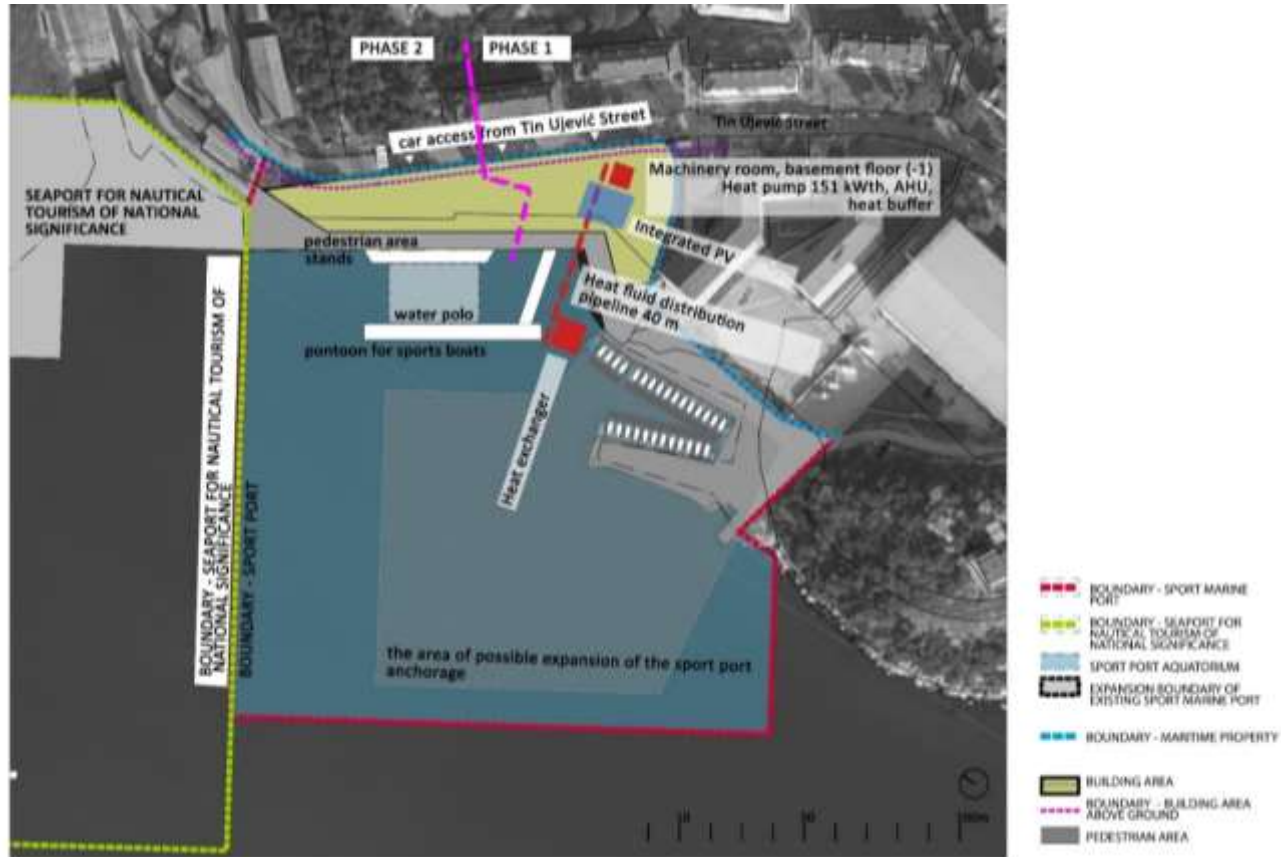 PHASE 2
PHASE 1
car access from Tin Ujević Street
Tin Ujević Street
Machinery room, basement floor (-1)
Heat pump 151 kWth, AHU,
heat buffer
SEAPORT FOR NAUTICAL
TOURISM OF NATIONAL
SIGNIFICANCE
Integrated PV
pedestrian area
stands
Heat fluid distribution
pipeline 40 m
water polo
pontoon for sports boats
Heat exchanger
BOUNDARY - SEAPORT FOR NAUTICAL TOURISM OF
NATIONAL SIGNIFICANCE
BOUNDARY - SPORT PORT
the area of possible expansion of the sport port
anchorage
BOUNDARY - SPORT MARINE
PORT
BOUNDARY - SEAPORT FOR
NAUTICAL TOURISM OF
NATIONAL SIGNIFICANCE
SPORT PORT AQUATORIUM
EXPANSION BOUNDARY OF
EXISTING SPORT MARINE PORT
BOUNDARY - MARITIME PROPERTY
BUILDING AREA
BOUNDARY - BUILDING AREA
ABOVE GROUND
PEDESTRIAN AREA